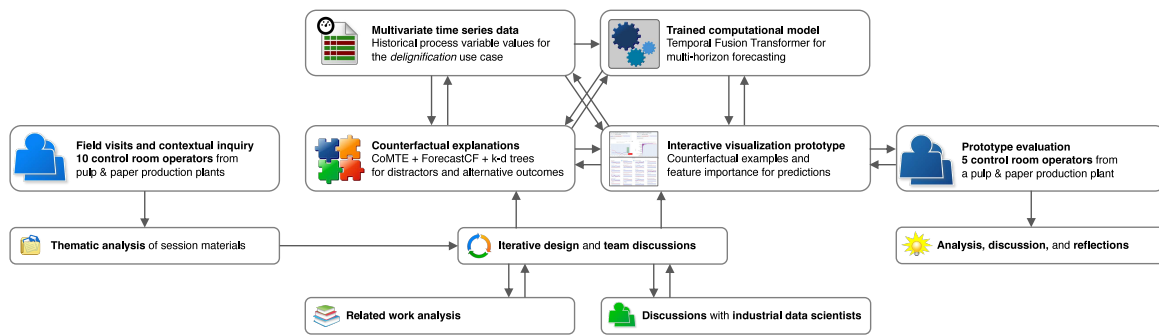 Multivariate time series data
Historical process variable values for
the delignification use case
Trained computational model
Temporal Fusion Transformer for
multi-horizon forecasting
Field visits and contextual inquiry
10 control room operators from
pulp & paper production plants
Counterfactual explanations
CoMTE + ForecastCF + k-d trees
for distractors and alternative outcomes
Interactive visualization prototype
Counterfactual examples and
feature importance for predictions
Prototype evaluation
5 control room operators from
a pulp & paper production plant
Thematic analysis of session materials
Iterative design and team discussions
Analysis, discussion, and reflections
Related work analysis
Discussions with industrial data scientists